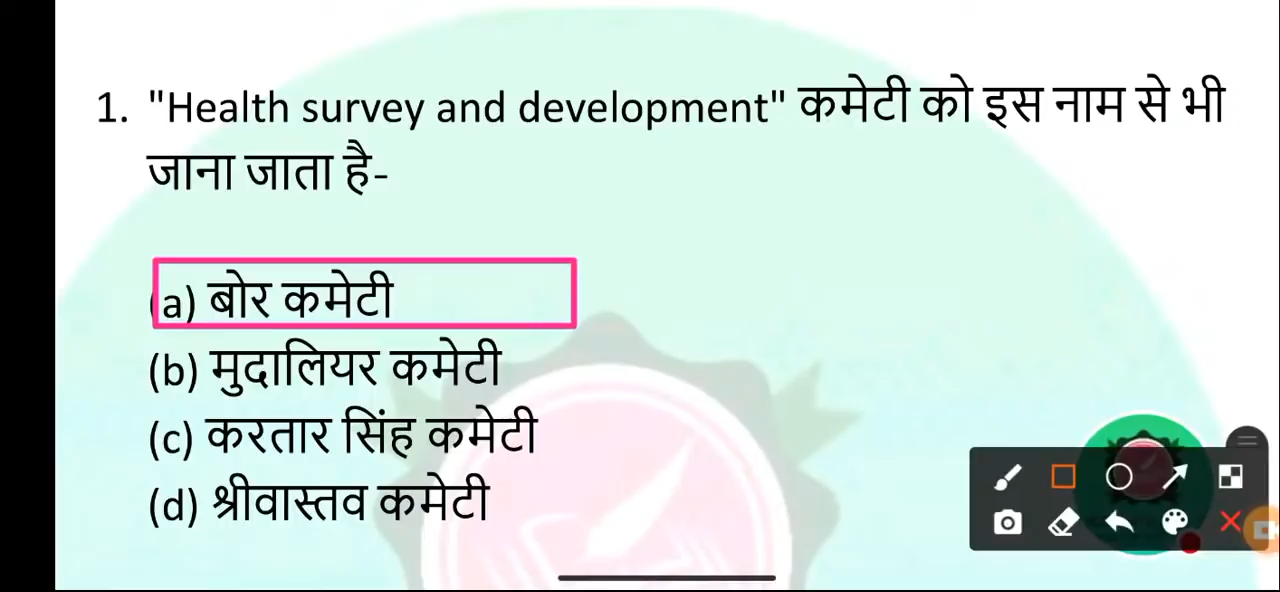 1. "Health survey and development" कमेटी को इस नाम से भी
जाना जाता है-
(a) बोर कमेटी
(b) मुदालियर कमेटी
(c) करतार सिंह कमेटी
(d) श्रीवास्तव कमेटी